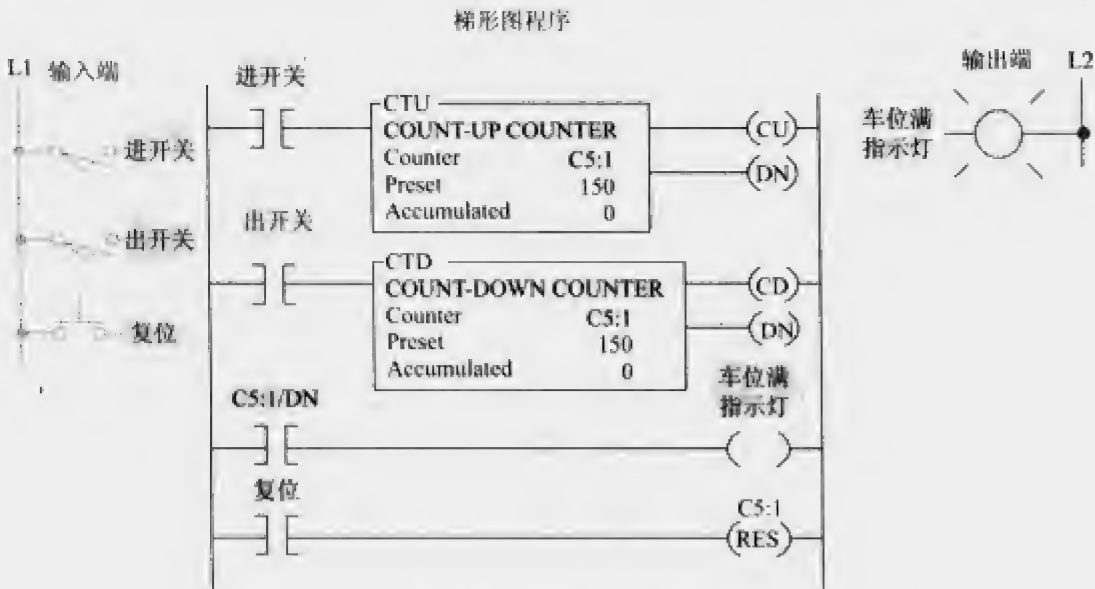 梯形图程序
L1 输入端
进开关
出开关
复位
进开关
CTU
COUNT-UP COUNTER
Counter C5:1
Preset 150
Accumulated 0
(CU)
(DN)
出开关
CTD
COUNT-DOWN COUNTER
Counter C5:1
Preset 150
Accumulated 0
(CD)
(DN)
C5:1/DN
车位满
指示灯
复位
C5:1
(RES)
输出端 L2
车位满
指示灯